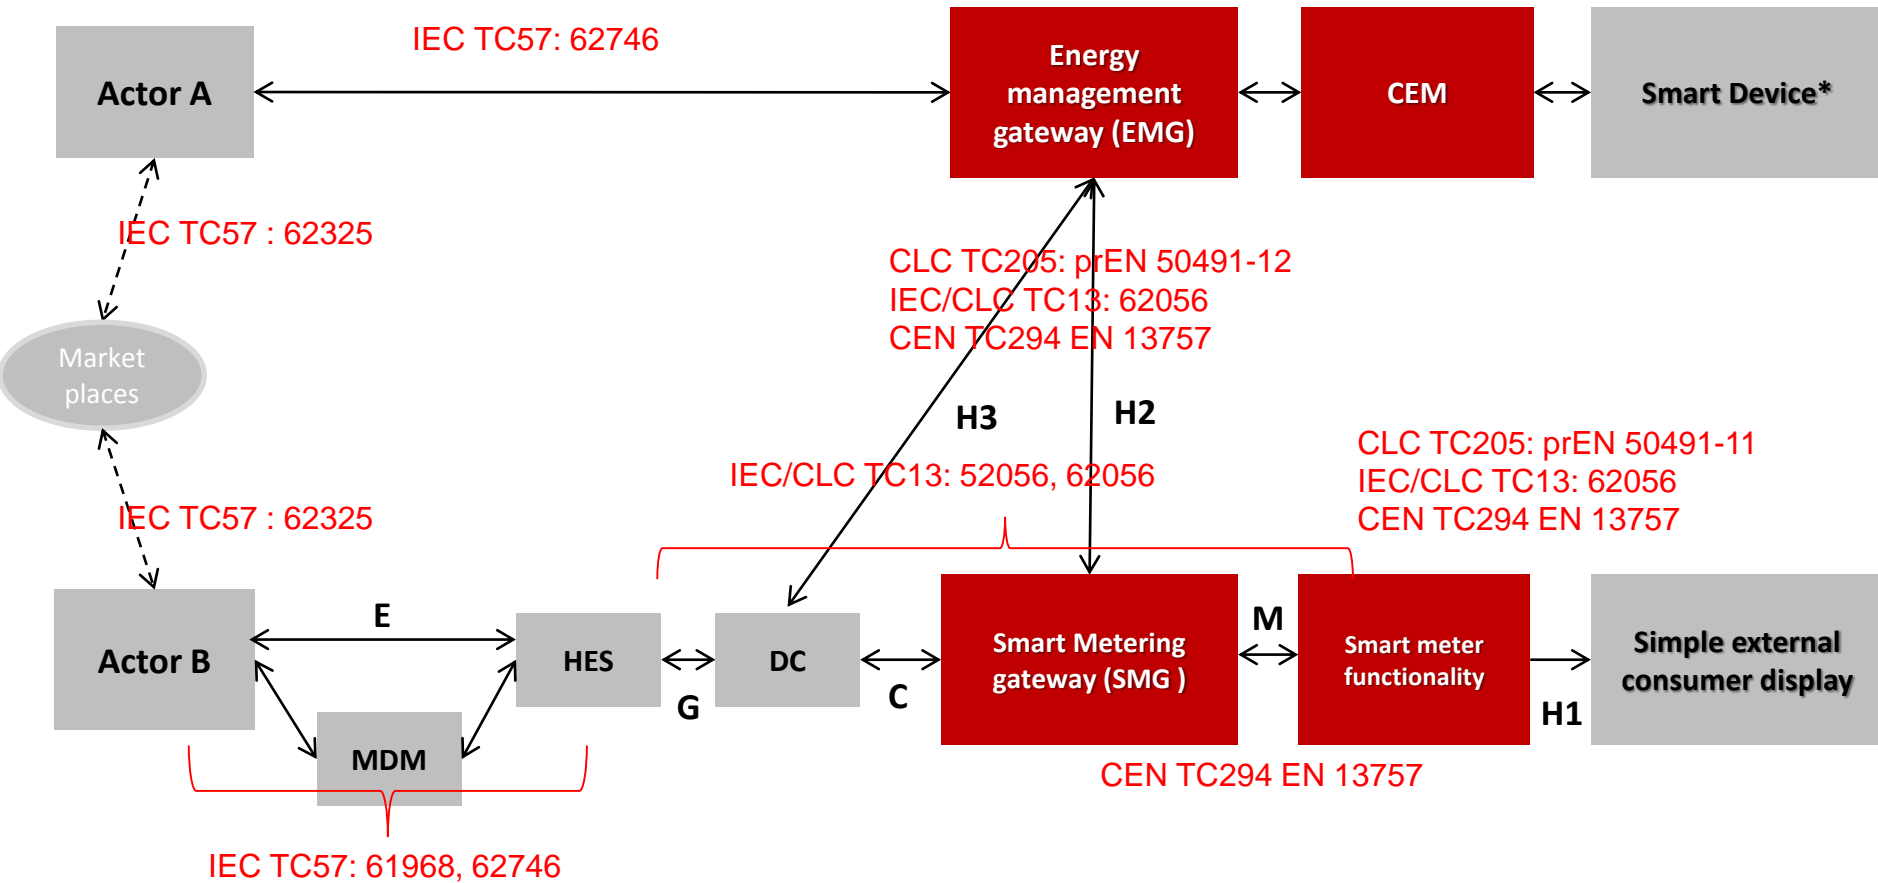 IEC TC57: 62746
Actor A
Energy
management
gateway (EMG)
CEM
Smart Device*
IEC TC57 : 62325
CLC TC205: prEN 50491-12
IEC/CLC TC13: 62056
CEN TC294 EN 13757
Market
places
H3
H2
CLC TC205: prEN 50491-11
IEC/CLC TC13: 62056
CEN TC294 EN 13757
IEC/CLC TC13: 52056, 62056
IEC TC57 : 62325
Actor B
E
HES
G
DC
C
Smart Metering
gateway (SMG )
M
Smart meter
functionality
H1
Simple external
consumer display
MDM
CEN TC294 EN 13757
IEC TC57: 61968, 62746